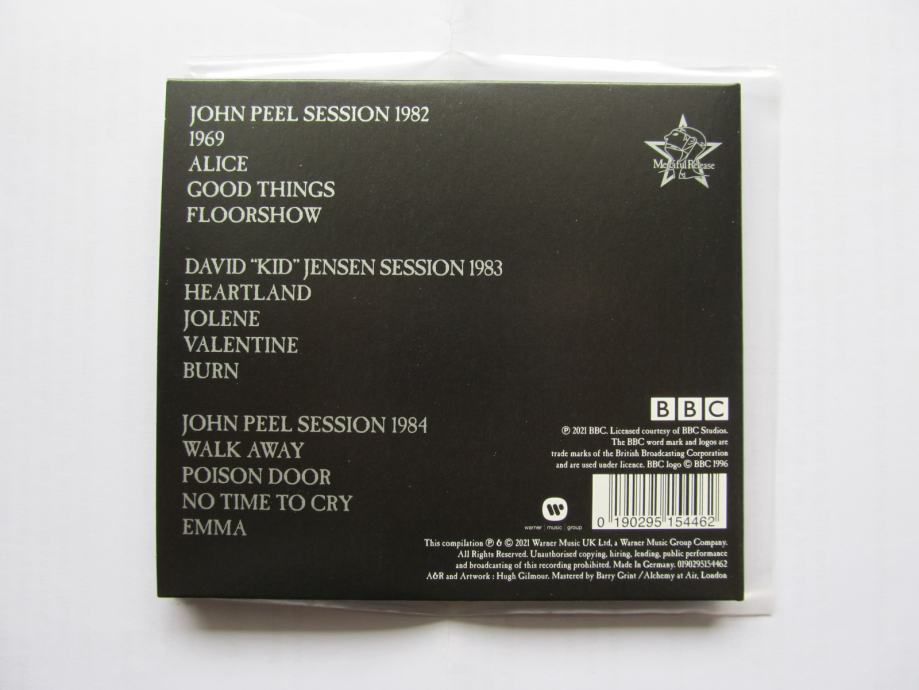 JOHN PEEL SESSION 1982
1969
ALICE
GOOD THINGS
FLOORSHOW
Merciful Release
DAVID “KID” JENSEN SESSION 1983
HEARTLAND
JOLENE
VALENTINE
BURN
JOHN PEEL SESSION 1984
WALK AWAY
POISON DOOR
NO TIME TO CRY
EMMA
BBC
℗ 2021 BBC. Licensed courtesy of BBC Studios.
The BBC word mark and logos are
trade marks of the British Broadcasting Corporation
and are used under licence. BBC logo © BBC 1996
warner | music | group
0 190295 154462
This compilation ℗ & © 2021 Warner Music UK Ltd, a Warner Music Group Company.
All Rights Reserved. Unauthorised copying, hiring, lending, public performance
and broadcasting of this recording prohibited. Made In Germany. 0190295154462
A&R and Artwork : Hugh Gilmour. Mastered by Barry Grint / Alchemy at Air, London